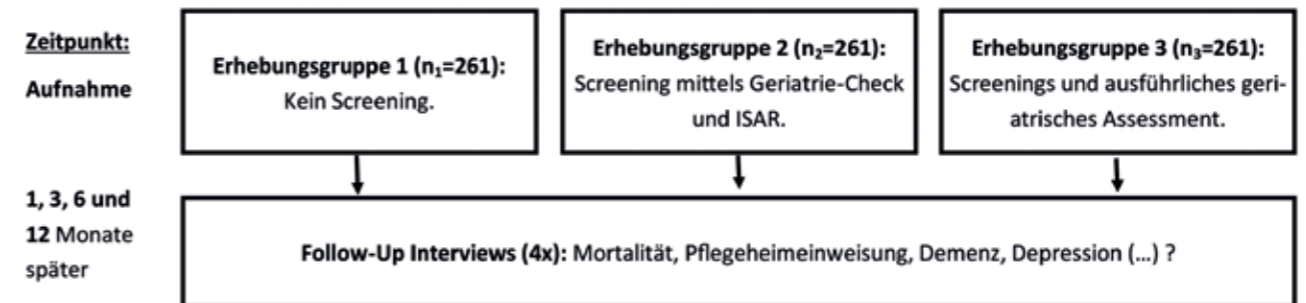 Zeitpunkt:
Aufnahme
Erhebungsgruppe 1 (n₁=261):
Kein Screening.
Erhebungsgruppe 2 (n₂=261):
Screening mittels Geriatrie-Check
und ISAR.
Erhebungsgruppe 3 (n₃=261):
Screenings und ausführliches geri-
atrisches Assessment.
1, 3, 6 und
12 Monate
später
Follow-Up Interviews (4x): Mortalität, Pflegeheimeinweisung, Demenz, Depression (...) ?